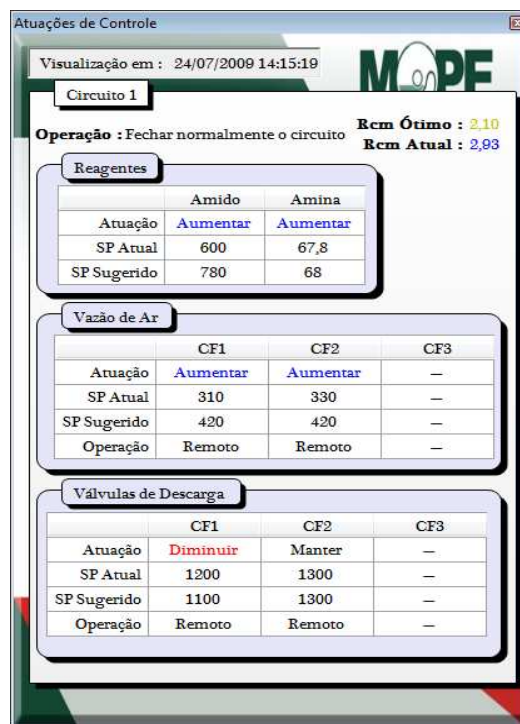 Atuações de Controle
Visualização em : 24/07/2009 14:15:19
MOPE
Circuito 1
Operação : Fechar normalmente o circuito
Rcm Ótimo : 2,10
Rcm Atual : 2,93
Reagentes
Amido Amina
Atuação Aumentar Aumentar
SP Atual 600 67,8
SP Sugerido 780 68
Vazão de Ar
CF1 CF2 CF3
Atuação Aumentar Aumentar —
SP Atual 310 330 —
SP Sugerido 420 420 —
Operação Remoto Remoto —
Válvulas de Descarga
CF1 CF2 CF3
Atuação Diminuir Manter —
SP Atual 1200 1300 —
SP Sugerido 1100 1300 —
Operação Remoto Remoto —